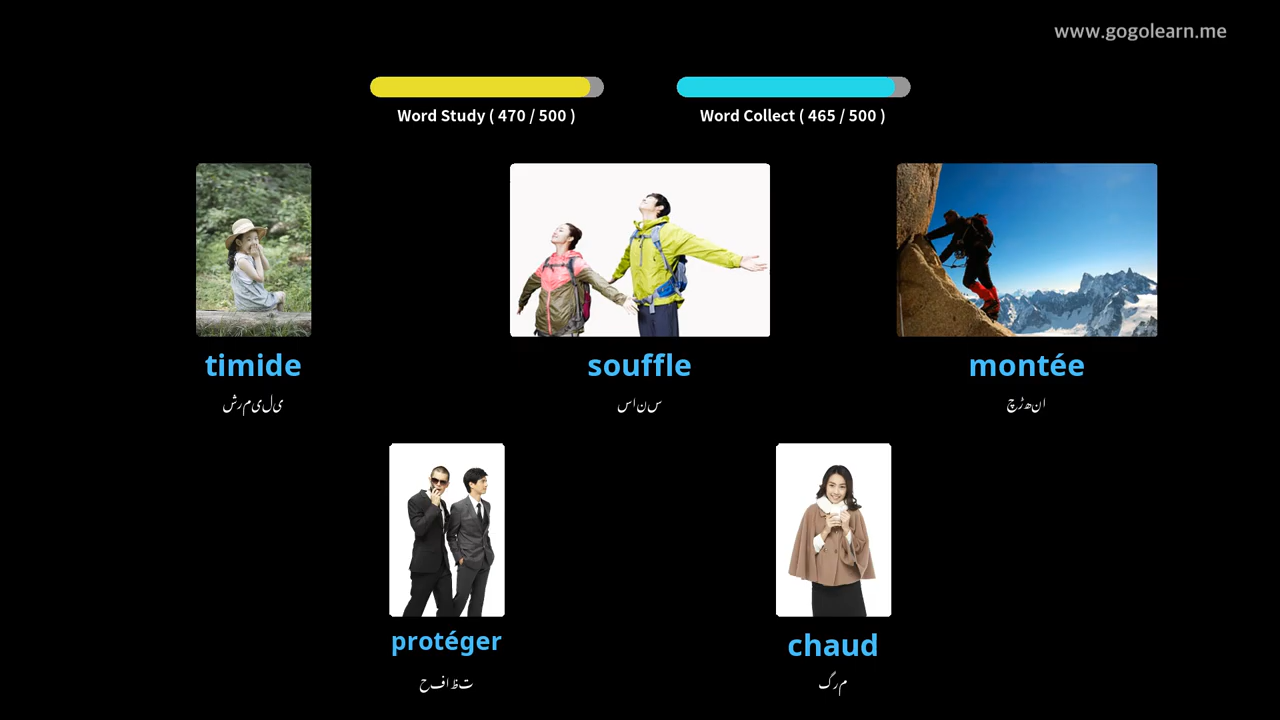 www.gogolearn.me
Word Study ( 470 / 500 )
Word Collect ( 465 / 500 )
timide
شرمیلی
souffle
سانس
montée
چڑھنا
protéger
حفاظت
chaud
گرم